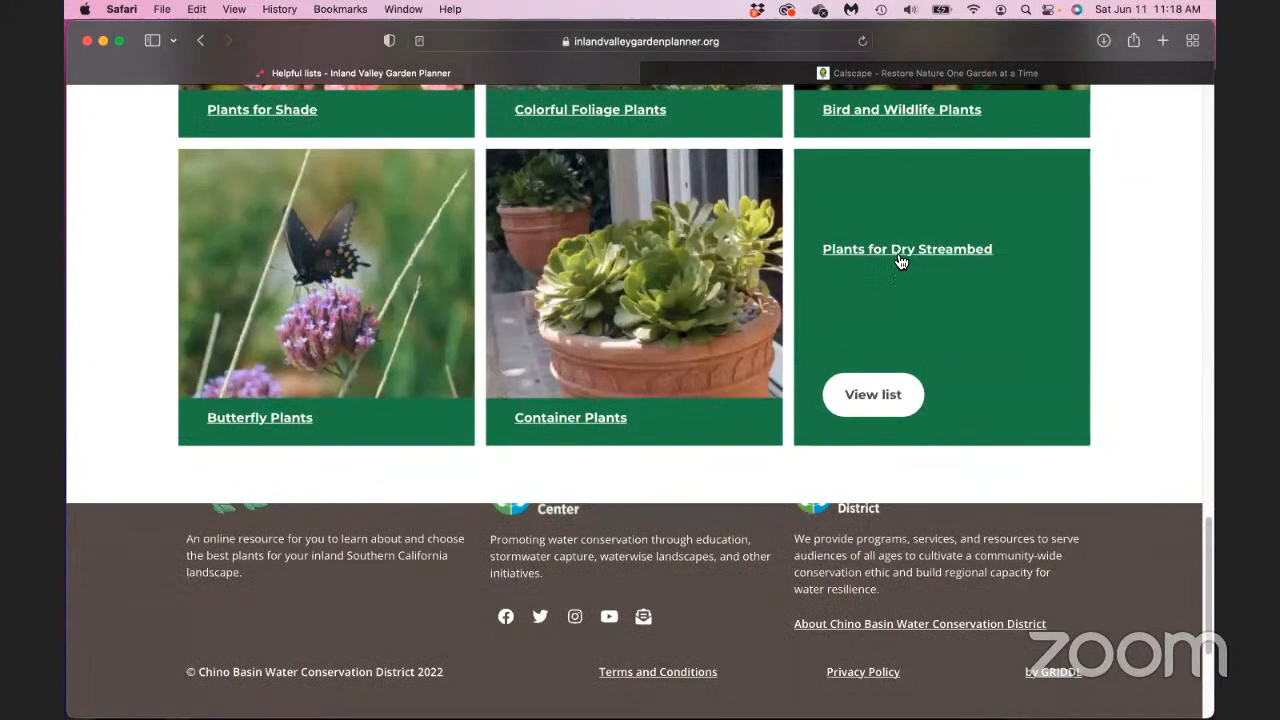 Safari File Edit View History Bookmarks Window Help Sat Jun 11 11:18 AM
inlandvalleygardenplanner.org
Helpful lists - Inland Valley Garden Planner
Calscape - Restore Nature One Garden at a Time
Plants for Shade
Colorful Foliage Plants
Bird and Wildlife Plants
Plants for Dry Streambed
View list
Butterfly Plants
Container Plants
An online resource for you to learn about and choose
the best plants for your inland Southern California
landscape.
Center
Promoting water conservation through education,
stormwater capture, waterwise landscapes, and other
initiatives.
District
We provide programs, services, and resources to serve
audiences of all ages to cultivate a community-wide
conservation ethic and build regional capacity for
water resilience.
About Chino Basin Water Conservation District
© Chino Basin Water Conservation District 2022
Terms and Conditions
Privacy Policy
by GRIDDL
zoom